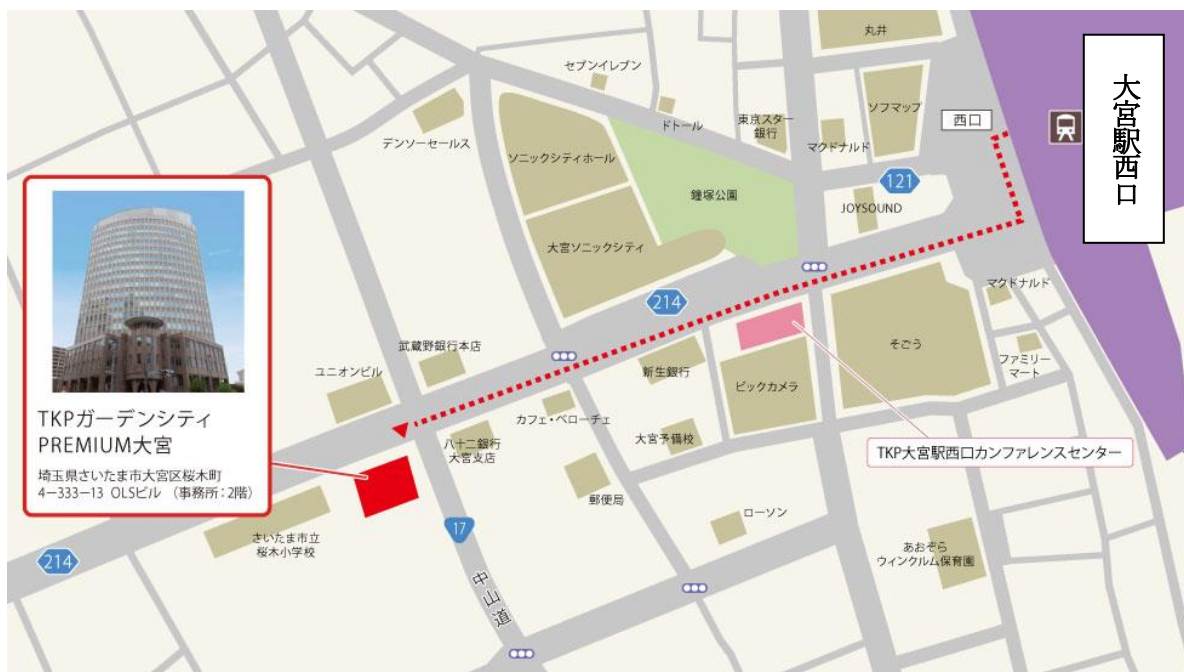 丸井
大宮駅西口
セブンイレブン
ソフマップ
ドトール
東京スター
銀行
西口
デンソーセールス
マクドナルド
ソニックシティホール
121
鐘塚公園
JOYSOUND
大宮ソニックシティ
マクドナルド
214
そごう
武蔵野銀行本店
新生銀行
ファミリー
マート
ユニオンビル
ビックカメラ
TKPガーデンシティ
PREMIUM大宮
カフェ・ベローチェ
八十二銀行
大宮支店
大宮予備校
TKP大宮駅西口カンファレンスセンター
埼玉県さいたま市大宮区桜木町
4−333−13 OLSビル (事務所:2階)
郵便局
ローソン
さいたま市立
桜木小学校
17
あおぞら
ウィンクルム保育園
214
中山道